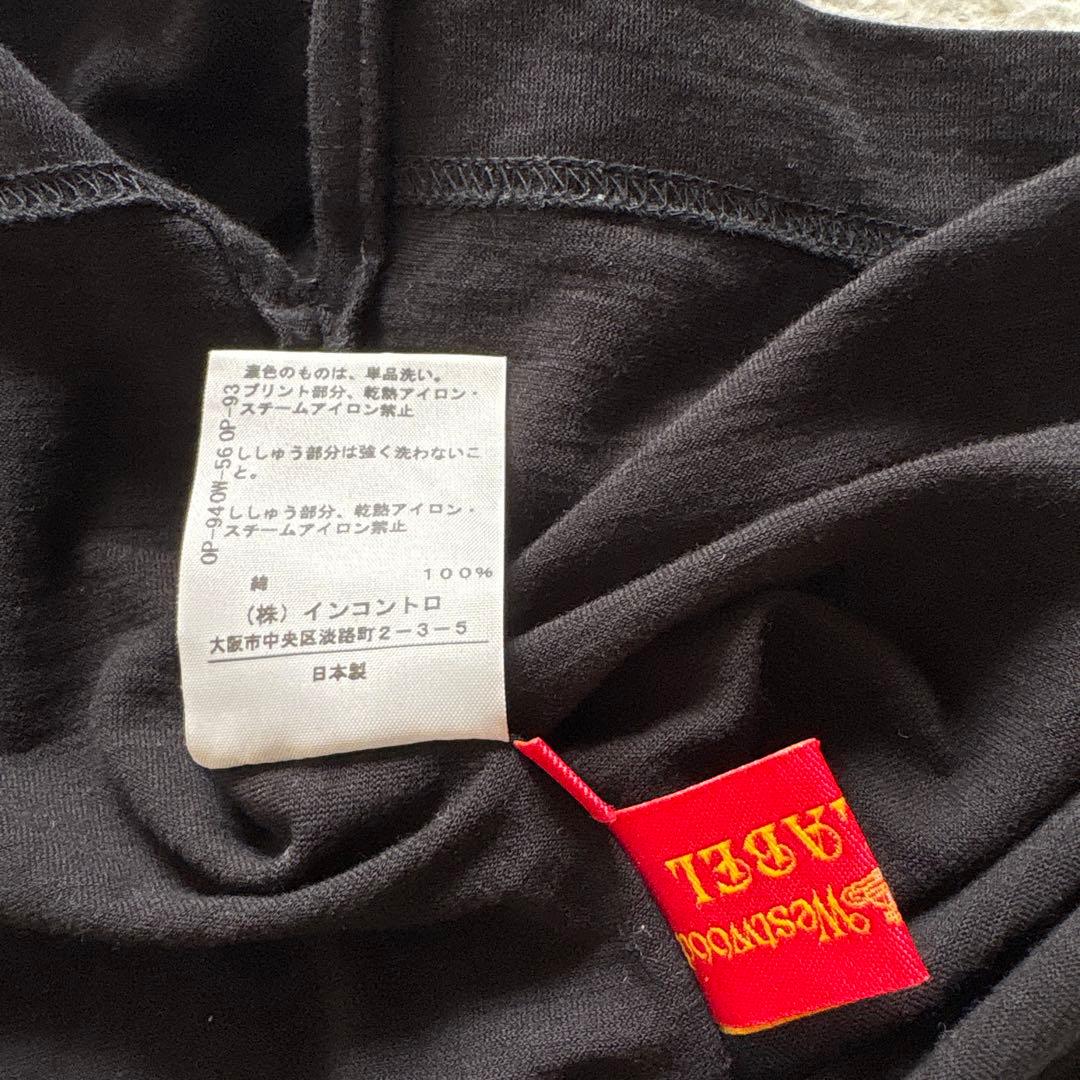 濃色のものは、単品洗い。
プリント部分、乾熱アイロン・
スチームアイロン禁止
ししゅう部分は強く洗わないこ
と。
ししゅう部分、乾熱アイロン・
スチームアイロン禁止
綿 100%
(株)インコントロ
大阪市中央区淡路町2-3-5
日本製
OP-940W-560P-93
Westwood
LABEL